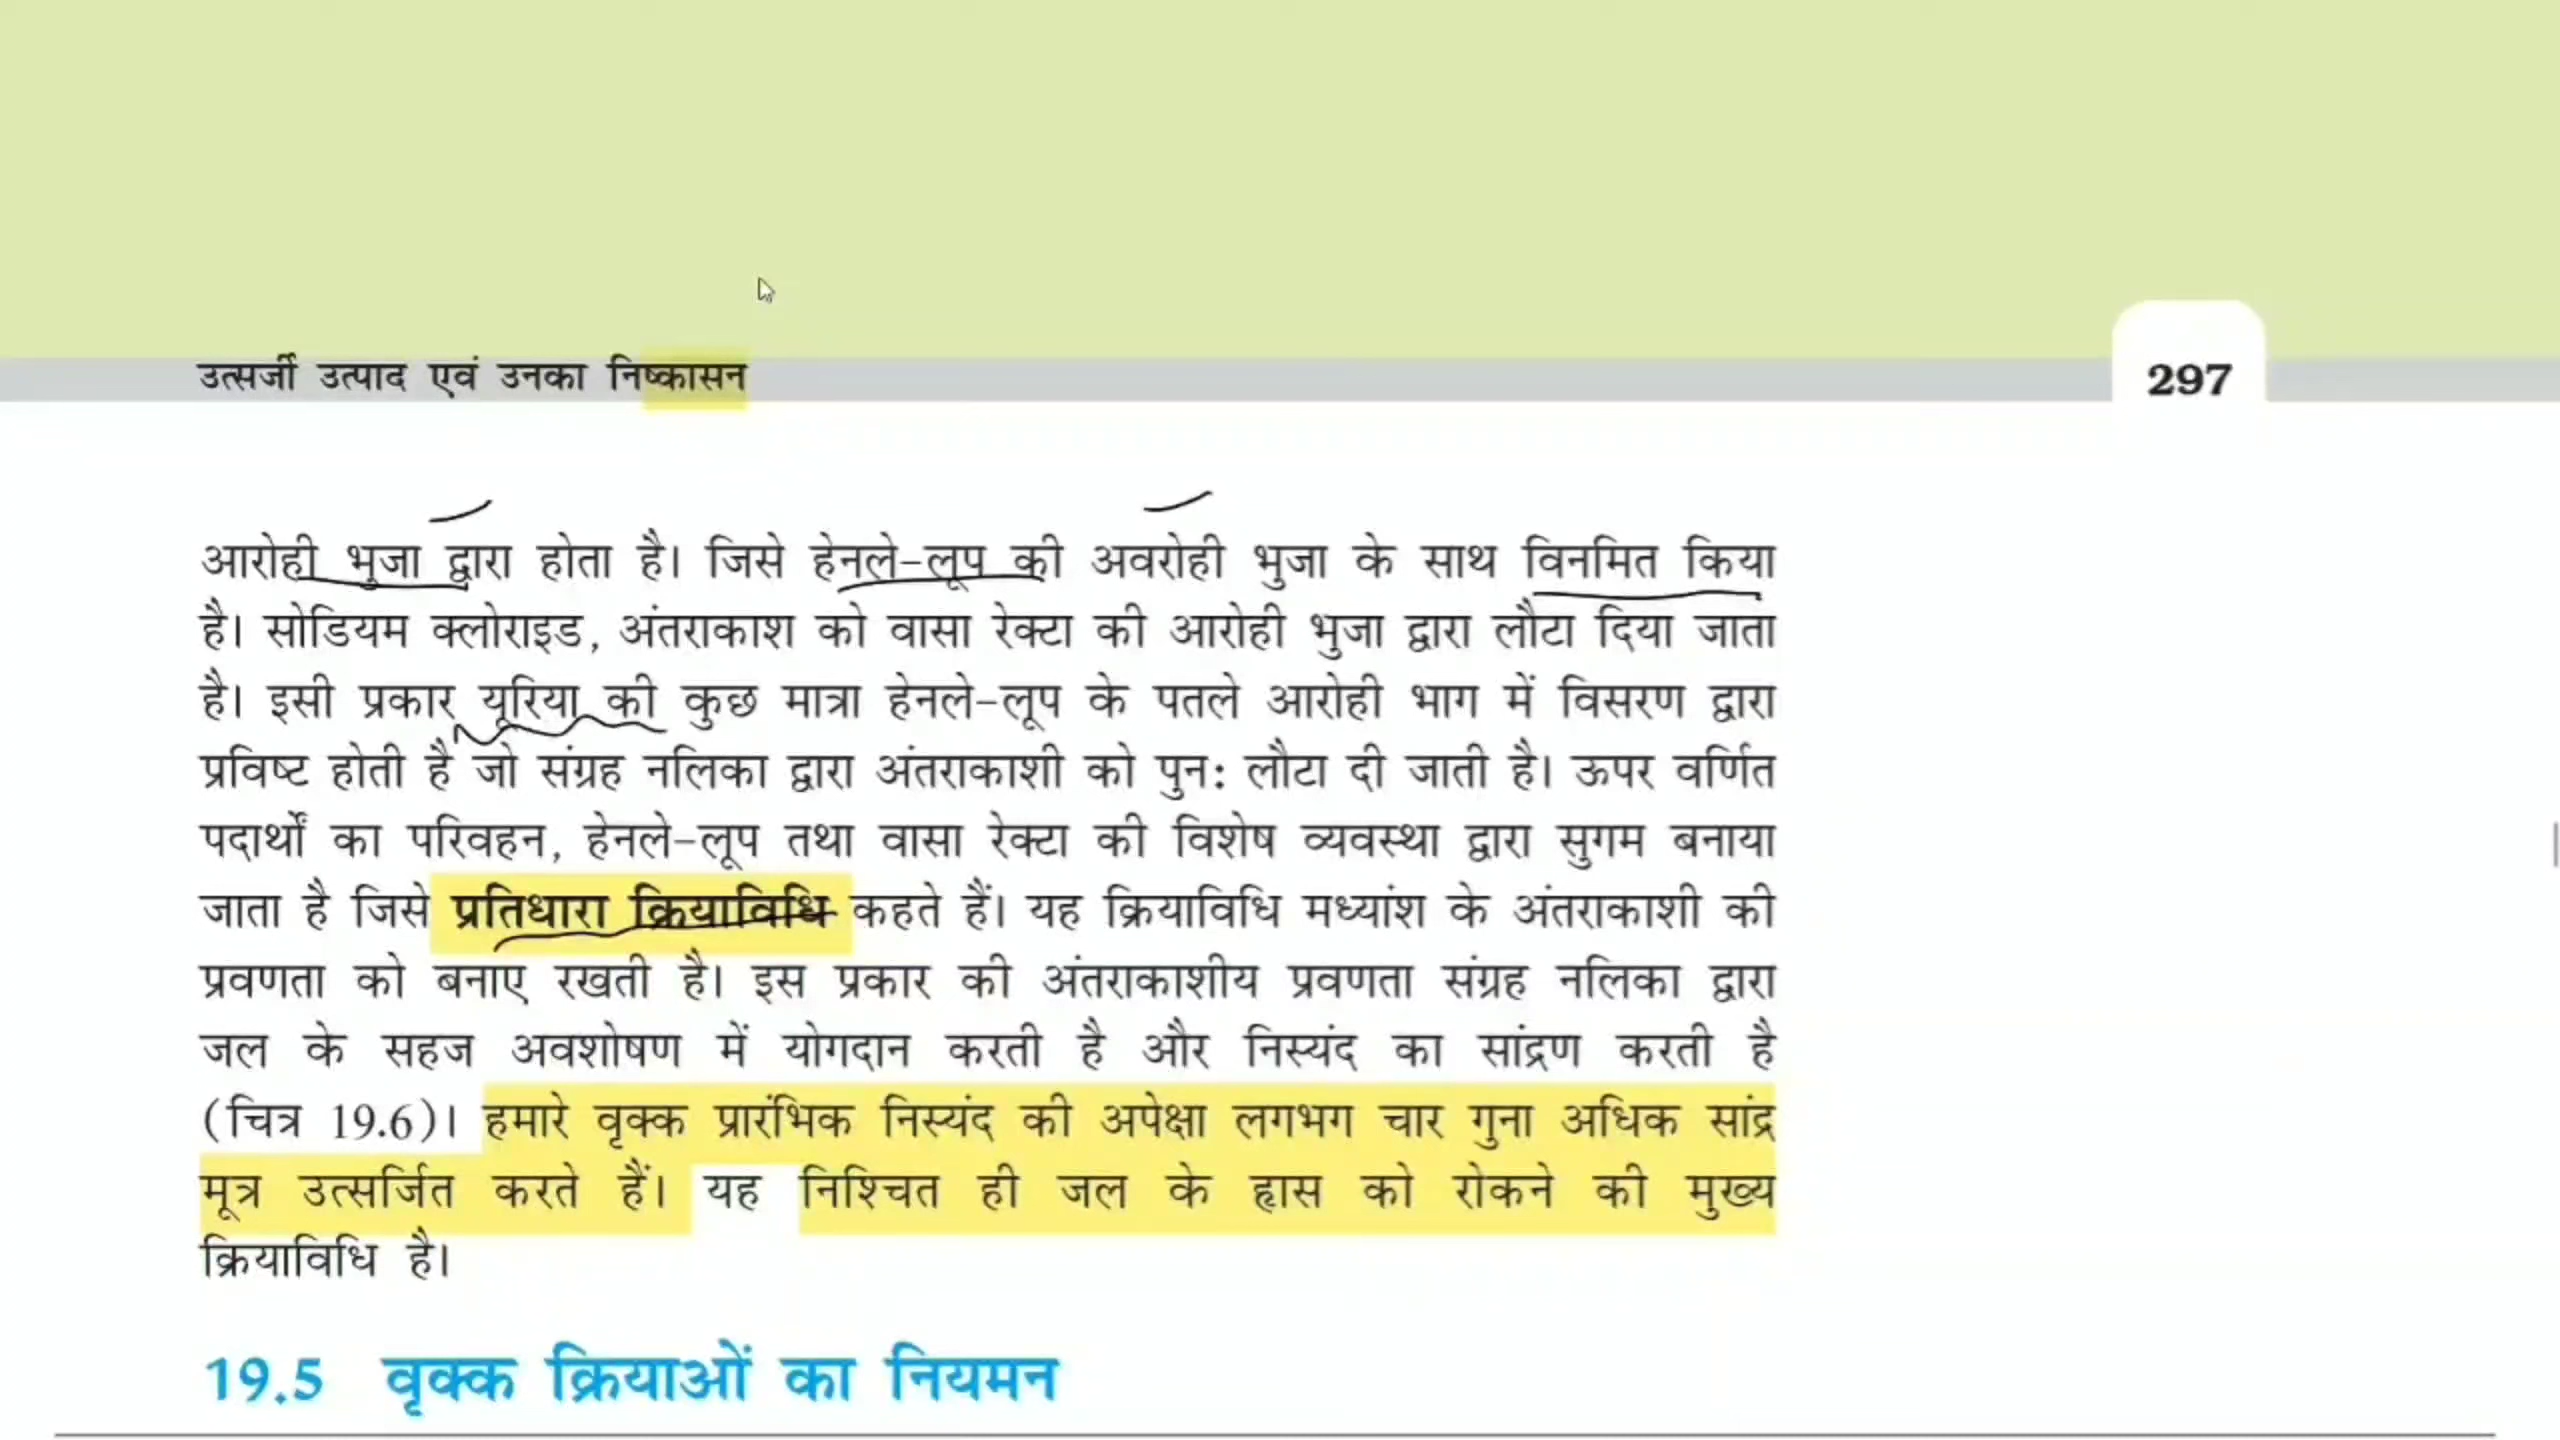 उत्सर्जी उत्पाद एवं उनका निष्कासन
297
आरोही भुजा द्वारा होता है। जिसे हेनले-लूप की अवरोही भुजा के साथ विनमित किया
है। सोडियम क्लोराइड, अंतराकाश को वासा रेक्टा की आरोही भुजा द्वारा लौटा दिया जाता
है। इसी प्रकार यूरिया की कुछ मात्रा हेनले-लूप के पतले आरोही भाग में विसरण द्वारा
प्रविष्ट होती है जो संग्रह नलिका द्वारा अंतराकाशी को पुन: लौटा दी जाती है। ऊपर वर्णित
पदार्थों का परिवहन, हेनले-लूप तथा वासा रेक्टा की विशेष व्यवस्था द्वारा सुगम बनाया
जाता है जिसे प्रतिधारा क्रियाविधि कहते हैं। यह क्रियाविधि मध्यांश के अंतराकाशी की
प्रवणता को बनाए रखती है। इस प्रकार की अंतराकाशीय प्रवणता संग्रह नलिका द्वारा
जल के सहज अवशोषण में योगदान करती है और निस्यंद का सांद्रण करती है
(चित्र 19.6)। हमारे वृक्क प्रारंभिक निस्यंद की अपेक्षा लगभग चार गुना अधिक सांद्र
मूत्र उत्सर्जित करते हैं। यह निश्चित ही जल के हृास को रोकने की मुख्य
क्रियाविधि है।
19.5 वृक्क क्रियाओं का नियमन